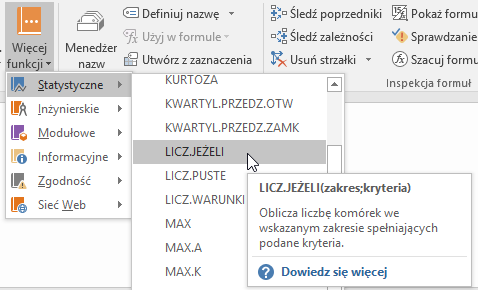 Więcej
funkcji
Menedżer
nazw
Definiuj nazwę
Użyj w formule
Utwórz z zaznaczenia
Śledź poprzedniki
Śledź zależności
Usuń strzałki
Pokaż formuł
Sprawdzanie
Szacuj formuł
Inspekcja formuł
Statystyczne
Inżynierskie
Modułowe
Informacyjne
Zgodność
Sieć Web
KURTOZA
KWARTYL.PRZEDZ.OTW
KWARTYL.PRZEDZ.ZAMK
LICZ.JEŻELI
LICZ.PUSTE
LICZ.WARUNKI
MAX
MAX.A
MAX.K
LICZ.JEŻELI(zakres;kryteria)
Oblicza liczbę komórek we
wskazanym zakresie spełniających
podane kryteria.
? Dowiedz się więcej